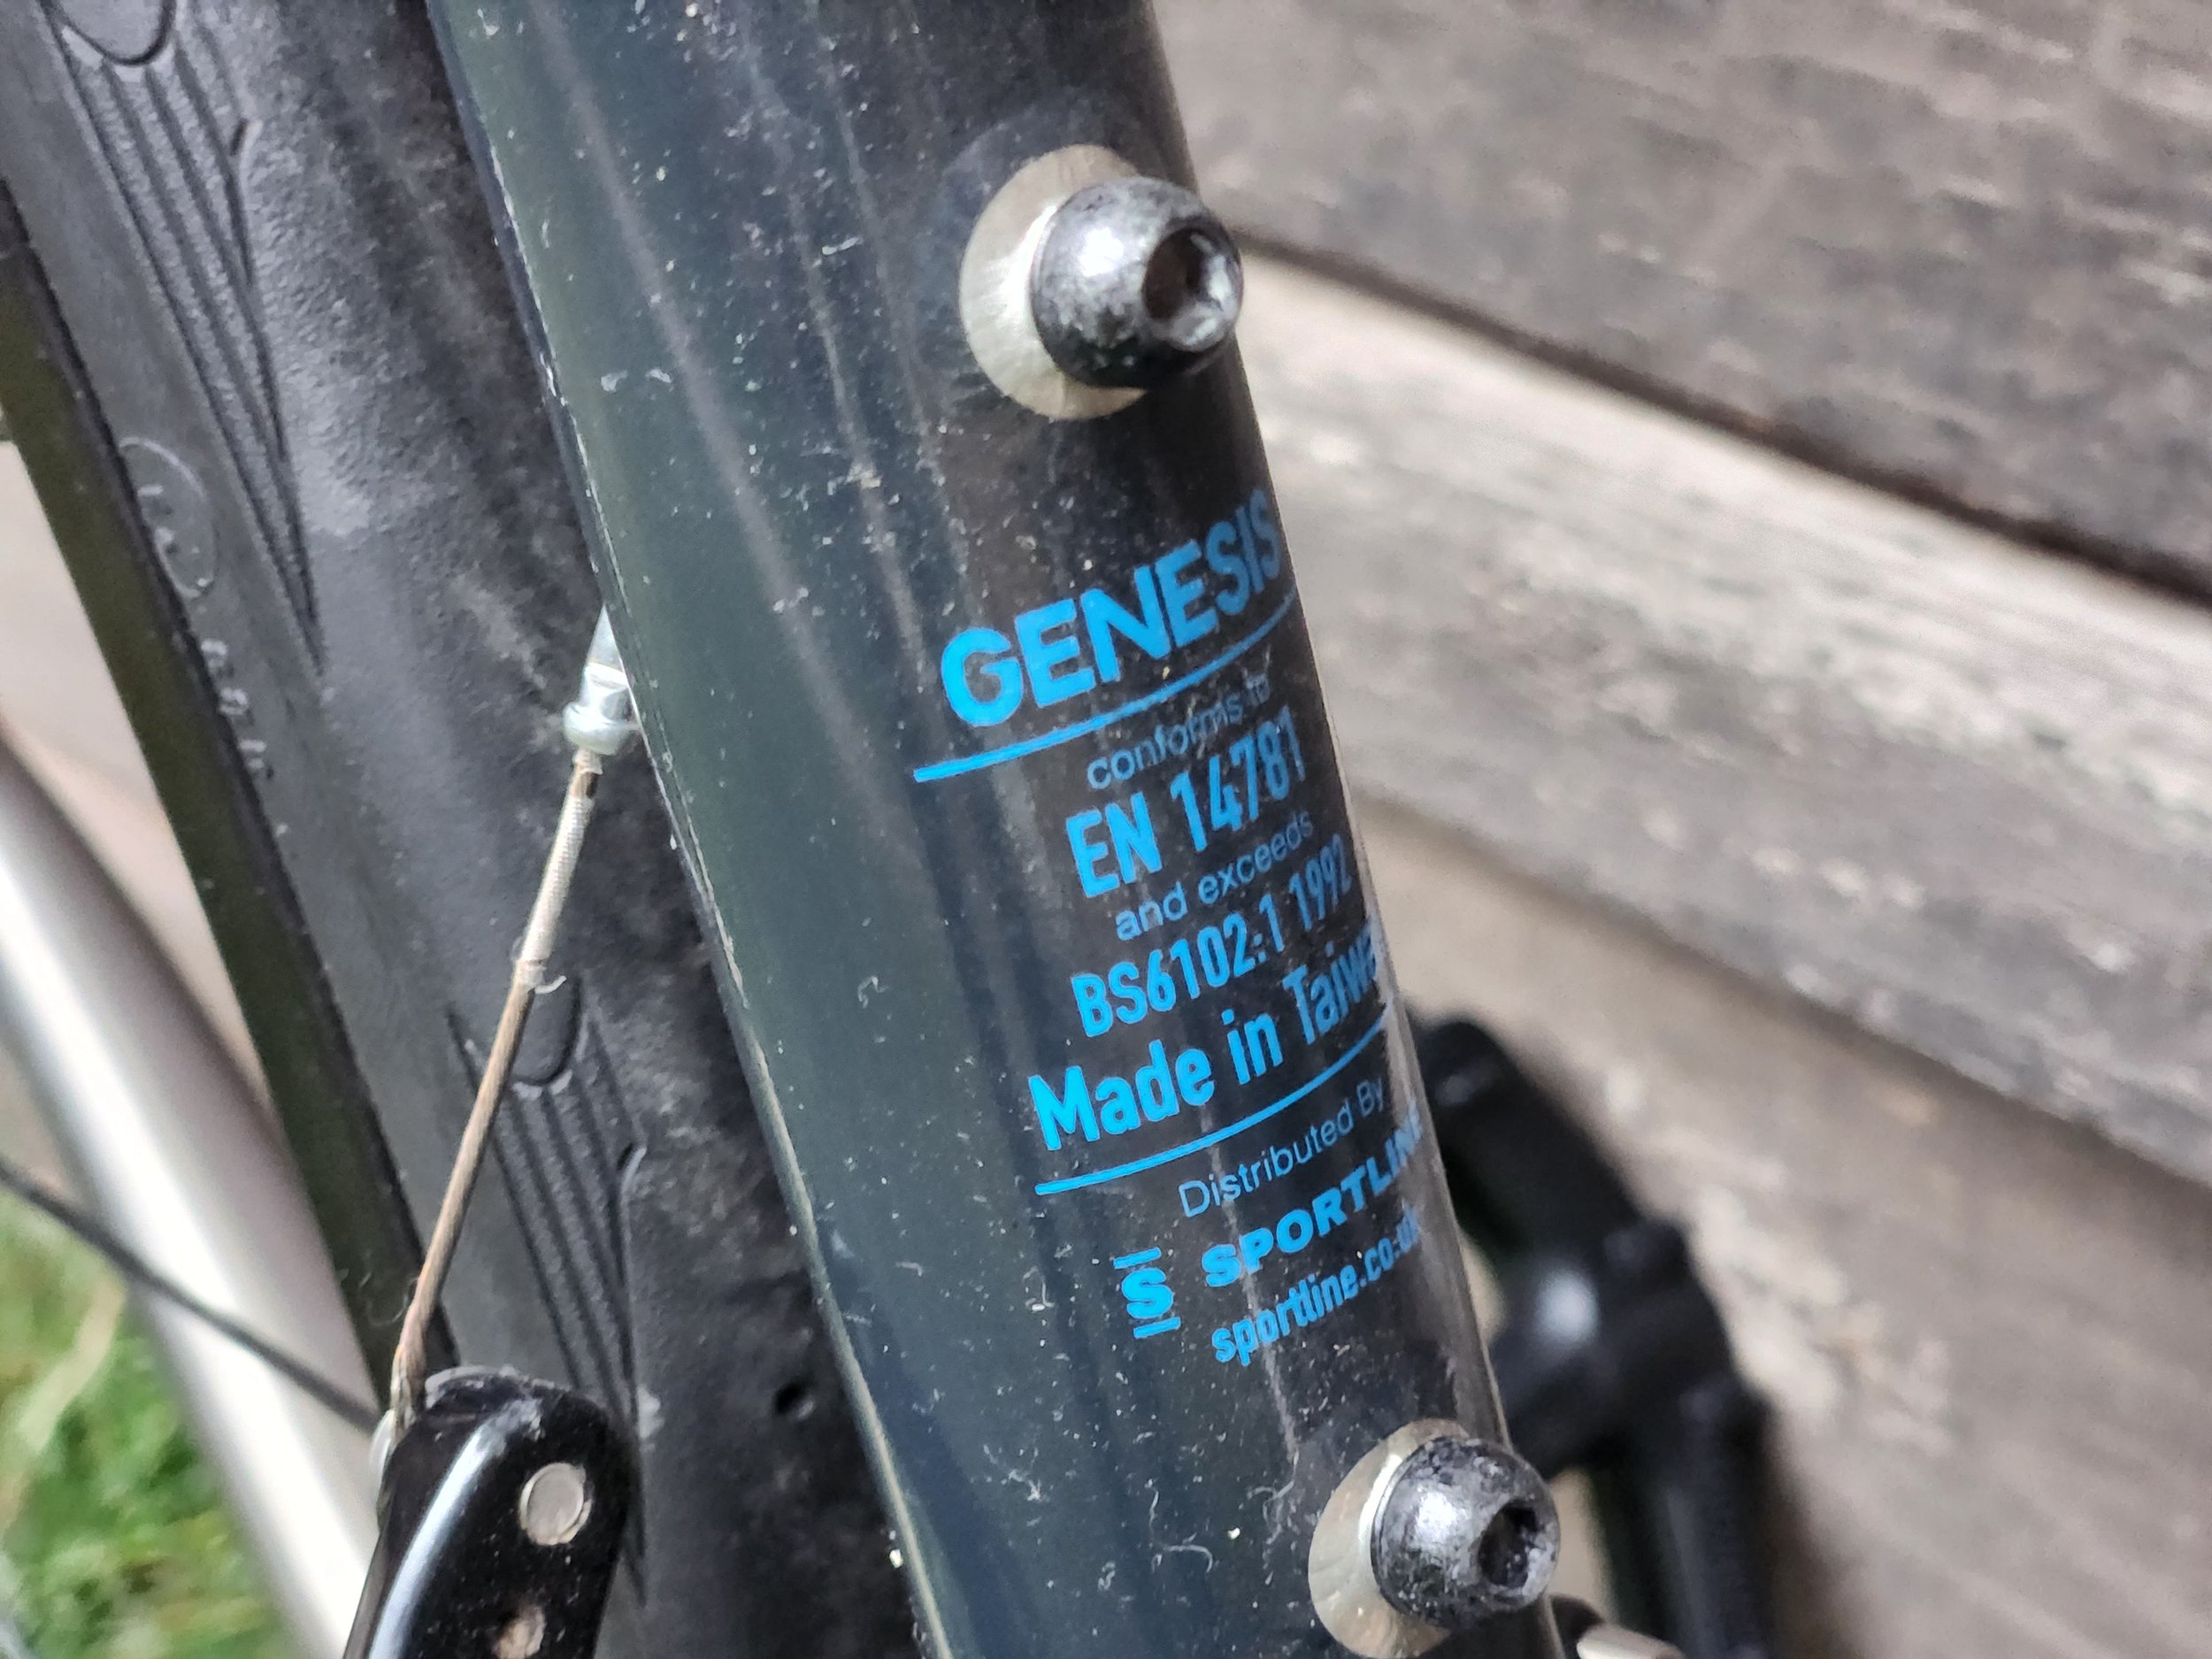 GENESIS
conforms to
EN 14781
and exceeds
BS6102:1 1992
Made in Taiwa
Distributed By
S SPORTLINE
sportline.co.uk